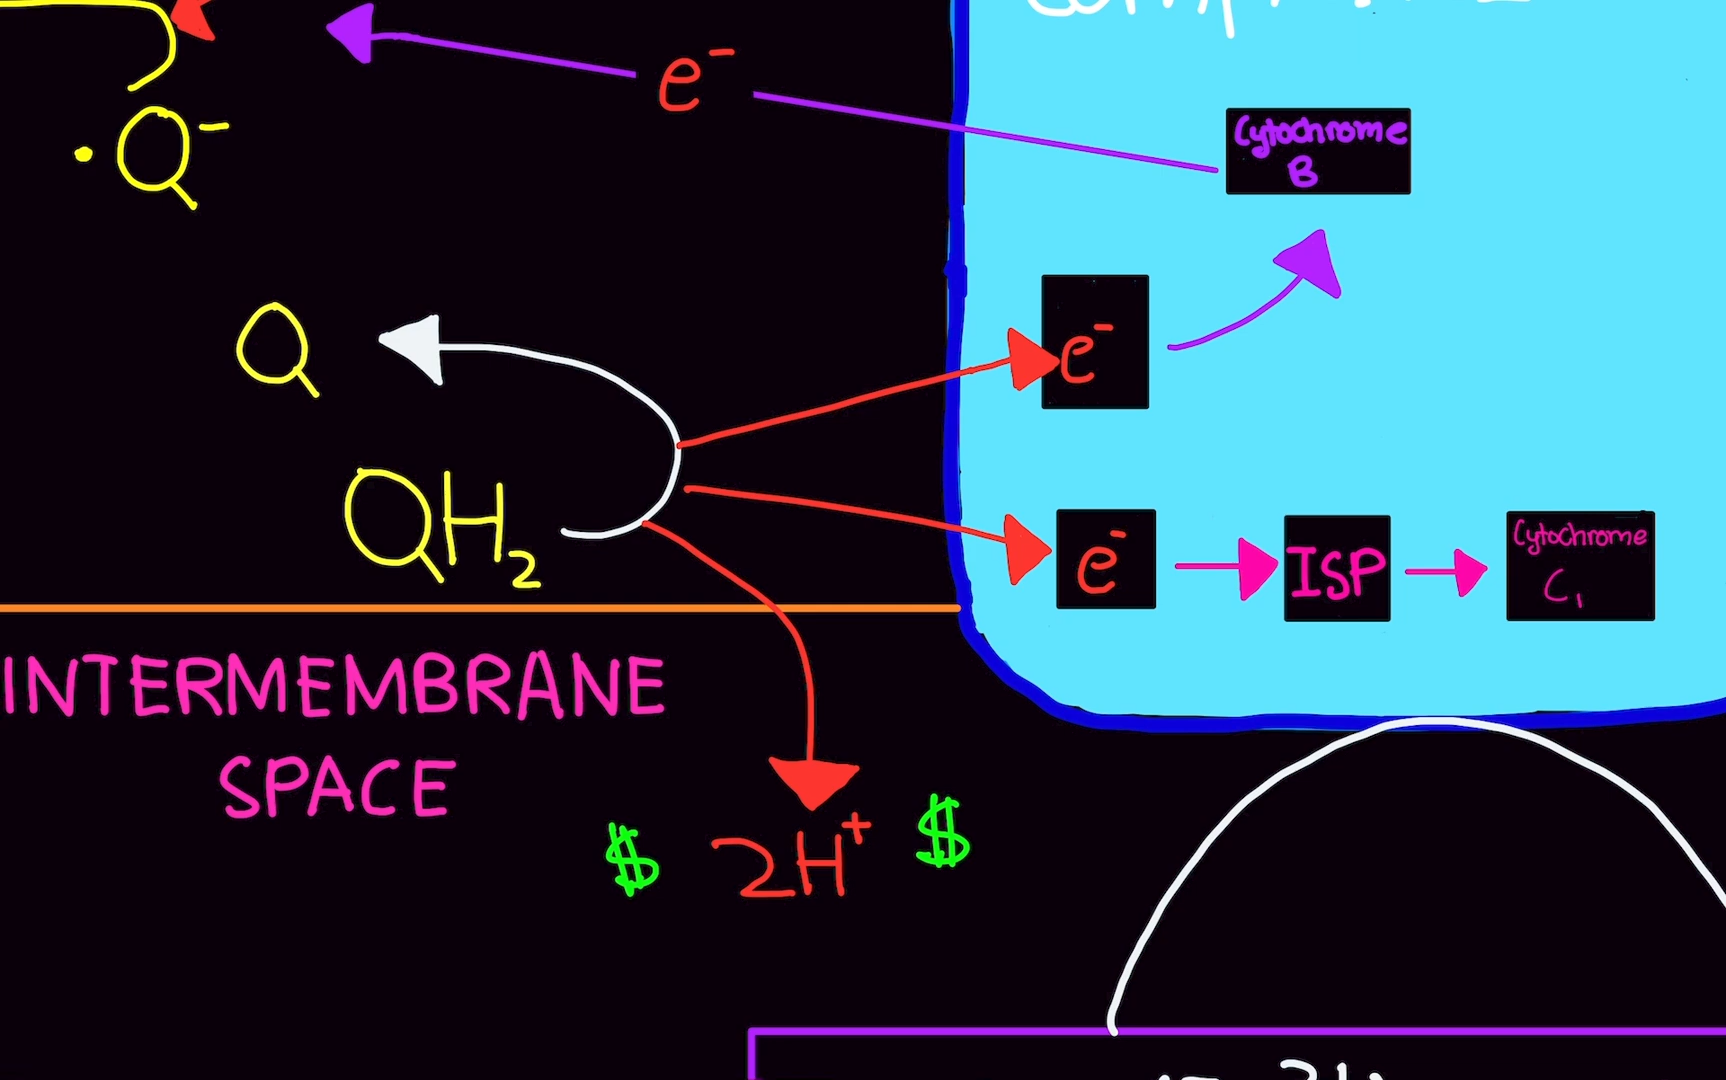 e⁻
Cytochrome
B
·Q⁻
Q
e⁻
QH₂
e⁻
ISP
Cytochrome
C₁
INTERMEMBRANE
SPACE
$ 2H⁺ $